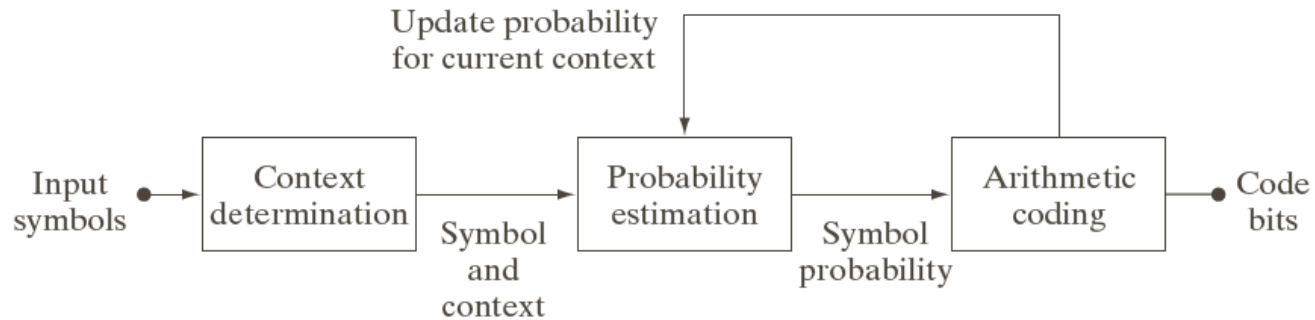 Update probability
for current context
Input
symbols
Context
determination
Symbol
and
context
Probability
estimation
Symbol
probability
Arithmetic
coding
Code
bits